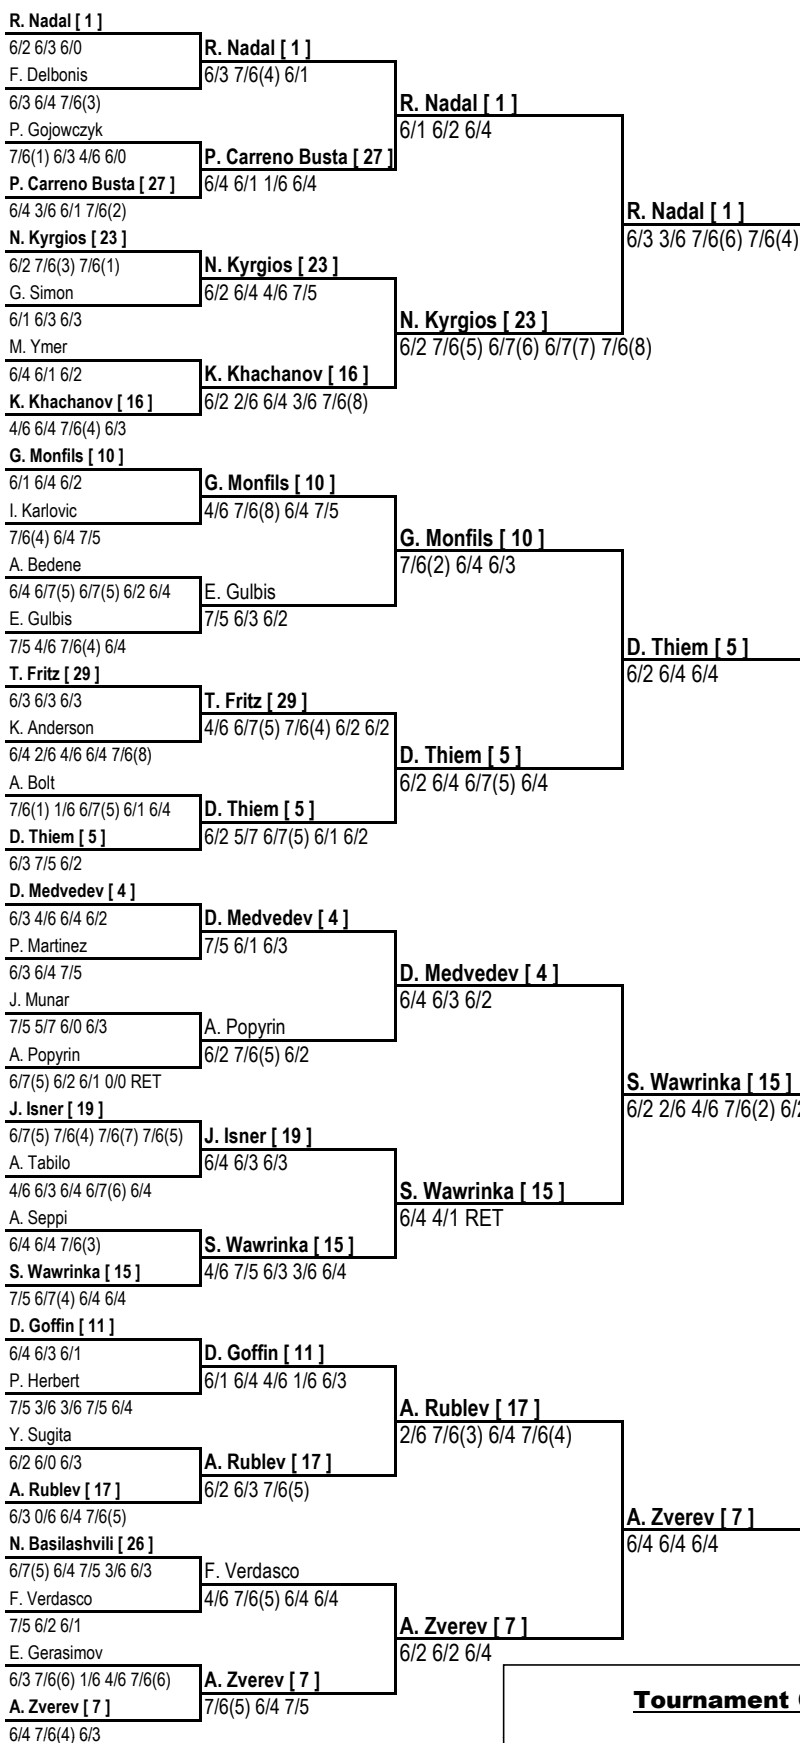 R. Nadal [ 1 ]
6/2 6/3 6/0
F. Delbonis
6/3 6/4 7/6(3)
P. Gojowczyk
7/6(1) 6/3 4/6 6/0
P. Carreno Busta [ 27 ]
6/4 3/6 6/1 7/6(2)
N. Kyrgios [ 23 ]
6/2 7/6(3) 7/6(1)
G. Simon
6/1 6/3 6/3
M. Ymer
6/4 6/1 6/2
K. Khachanov [ 16 ]
4/6 6/4 7/6(4) 6/3
G. Monfils [ 10 ]
6/1 6/4 6/2
I. Karlovic
7/6(4) 6/4 7/5
A. Bedene
6/4 6/7(5) 6/7(5) 6/2 6/4
E. Gulbis
7/5 4/6 7/6(4) 6/4
T. Fritz [ 29 ]
6/3 6/3 6/3
K. Anderson
6/4 2/6 4/6 6/4 7/6(8)
A. Bolt
7/6(1) 1/6 6/7(5) 6/1 6/4
D. Thiem [ 5 ]
6/3 7/5 6/2
D. Medvedev [ 4 ]
6/3 4/6 6/4 6/2
P. Martinez
6/3 6/4 7/5
J. Munar
7/5 5/7 6/0 6/3
A. Popyrin
6/7(5) 6/2 6/1 0/0 RET
J. Isner [ 19 ]
6/7(5) 7/6(4) 7/6(7) 7/6(5)
A. Tabilo
4/6 6/3 6/4 6/7(6) 6/4
A. Seppi
6/4 6/4 7/6(3)
S. Wawrinka [ 15 ]
7/5 6/7(4) 6/4 6/4
D. Goffin [ 11 ]
6/4 6/3 6/1
P. Herbert
7/5 3/6 3/6 7/5 6/4
Y. Sugita
6/2 6/0 6/3
A. Rublev [ 17 ]
6/3 0/6 6/4 7/6(5)
N. Basilashvili [ 26 ]
6/7(5) 6/4 7/5 3/6 6/3
F. Verdasco
7/5 6/2 6/1
E. Gerasimov
6/3 7/6(6) 1/6 4/6 7/6(6)
A. Zverev [ 7 ]
6/4 7/6(4) 6/3
R. Nadal [ 1 ]
6/3 7/6(4) 6/1
P. Carreno Busta [ 27 ]
6/4 6/1 1/6 6/4
N. Kyrgios [ 23 ]
6/2 6/4 4/6 7/5
K. Khachanov [ 16 ]
6/2 2/6 6/4 3/6 7/6(8)
G. Monfils [ 10 ]
4/6 7/6(8) 6/4 7/5
E. Gulbis
7/5 6/3 6/2
T. Fritz [ 29 ]
4/6 6/7(5) 7/6(4) 6/2 6/2
D. Thiem [ 5 ]
6/2 5/7 6/7(5) 6/1 6/2
D. Medvedev [ 4 ]
7/5 6/1 6/3
A. Popyrin
6/2 7/6(5) 6/2
J. Isner [ 19 ]
6/4 6/3 6/3
S. Wawrinka [ 15 ]
4/6 7/5 6/3 3/6 6/4
D. Goffin [ 11 ]
6/1 6/4 4/6 1/6 6/3
A. Rublev [ 17 ]
6/2 6/3 7/6(5)
F. Verdasco
4/6 7/6(5) 6/4 6/4
A. Zverev [ 7 ]
7/6(5) 6/4 7/5
R. Nadal [ 1 ]
6/1 6/2 6/4
N. Kyrgios [ 23 ]
6/2 7/6(5) 6/7(6) 6/7(7) 7/6(8)
G. Monfils [ 10 ]
7/6(2) 6/4 6/3
D. Thiem [ 5 ]
6/2 6/4 6/7(5) 6/4
D. Medvedev [ 4 ]
6/4 6/3 6/2
S. Wawrinka [ 15 ]
6/4 4/1 RET
A. Rublev [ 17 ]
2/6 7/6(3) 6/4 7/6(4)
A. Zverev [ 7 ]
6/2 6/2 6/4
R. Nadal [ 1 ]
6/3 3/6 7/6(6) 7/6(4)
D. Thiem [ 5 ]
6/2 6/4 6/4
S. Wawrinka [ 15 ]
6/2 2/6 4/6 7/6(2) 6/2
A. Zverev [ 7 ]
6/4 6/4 6/4
Tournament